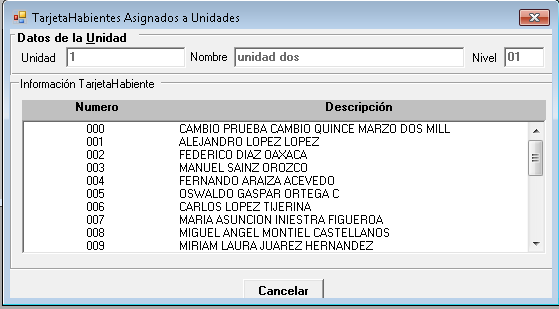 TarjetaHabientes Asignados a Unidades
Datos de la Unidad
Unidad 1 Nombre unidad dos Nivel 01
Información TarjetaHabiente
Numero Descripción
000 CAMBIO PRUEBA CAMBIO QUINCE MARZO DOS MILL
001 ALEJANDRO LOPEZ LOPEZ
002 FEDERICO DIAZ OAXACA
003 MANUEL SAINZ OROZCO
004 FERNANDO ARAIZA ACEVEDO
005 OSWALDO GASPAR ORTEGA C
006 CARLOS LOPEZ TIJERINA
007 MARIA ASUNCION INIESTRA FIGUEROA
008 MIGUEL ANGEL MONTIEL CASTELLANOS
009 MIRIAM LAURA JUAREZ HERNANDEZ
Cancelar